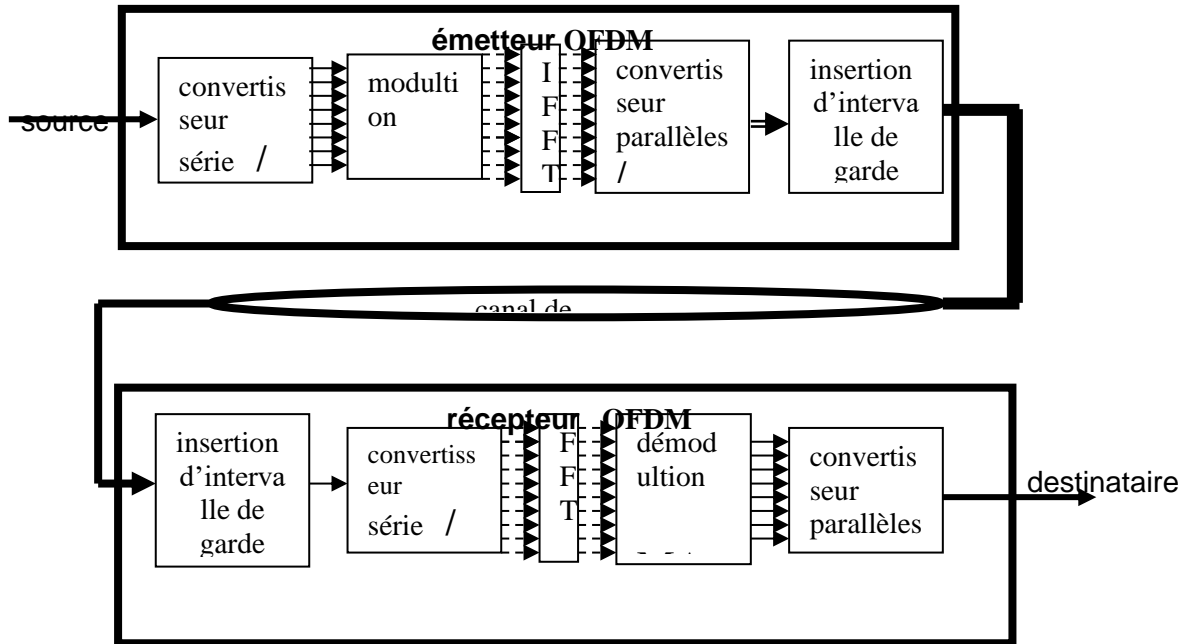 émetteur OFDM
source
convertis
seur
série /
modulti
on
I
F
F
T
convertis
seur
parallèles
/
insertion
d’interva
lle de
garde
canal de
récepteur OFDM
insertion
d’interva
lle de
garde
convertiss
eur
série /
F
F
T
démod
ultion
convertis
seur
parallèles
destinataire